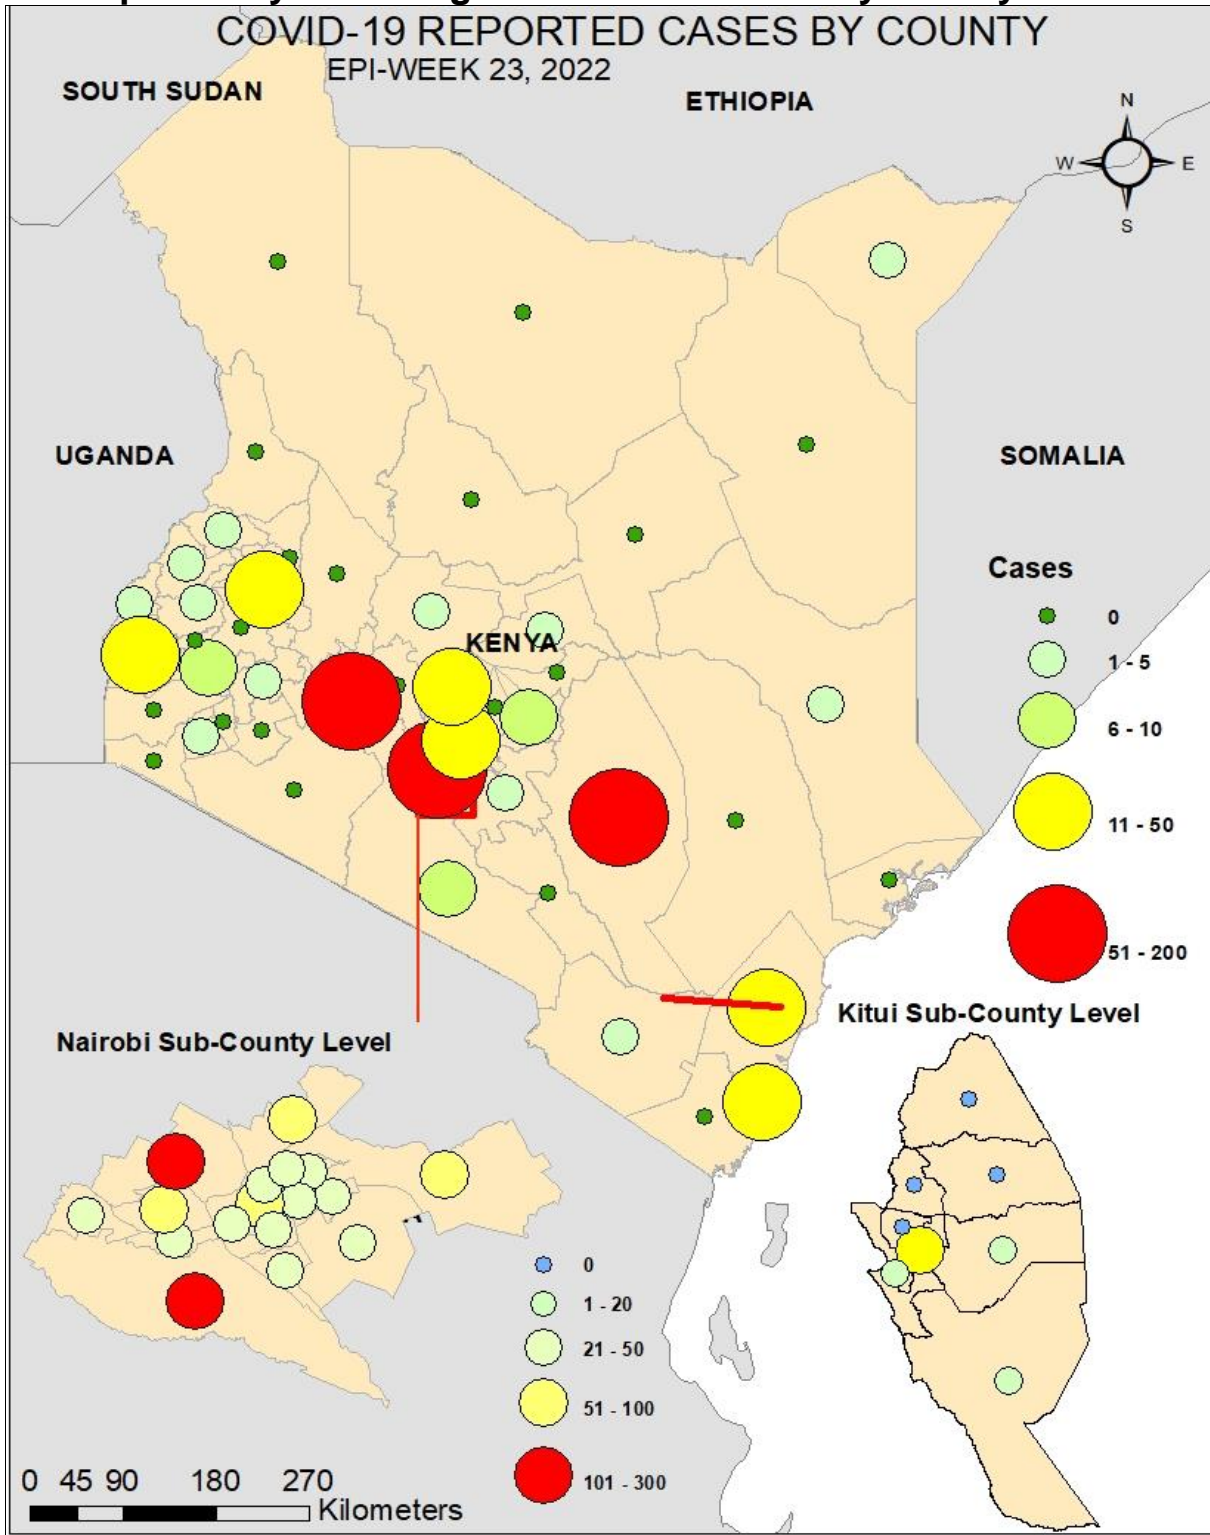 COVID-19 REPORTED CASES BY COUNTY
EPI-WEEK 23, 2022
SOUTH SUDAN
ETHIOPIA
N
W
E
S
UGANDA
SOMALIA
KENYA
Cases
0
1 - 5
6 - 10
11 - 50
51 - 200
Nairobi Sub-County Level
Kitui Sub-County Level
0
1 - 20
21 - 50
51 - 100
101 - 300
0 45 90 180 270
Kilometers